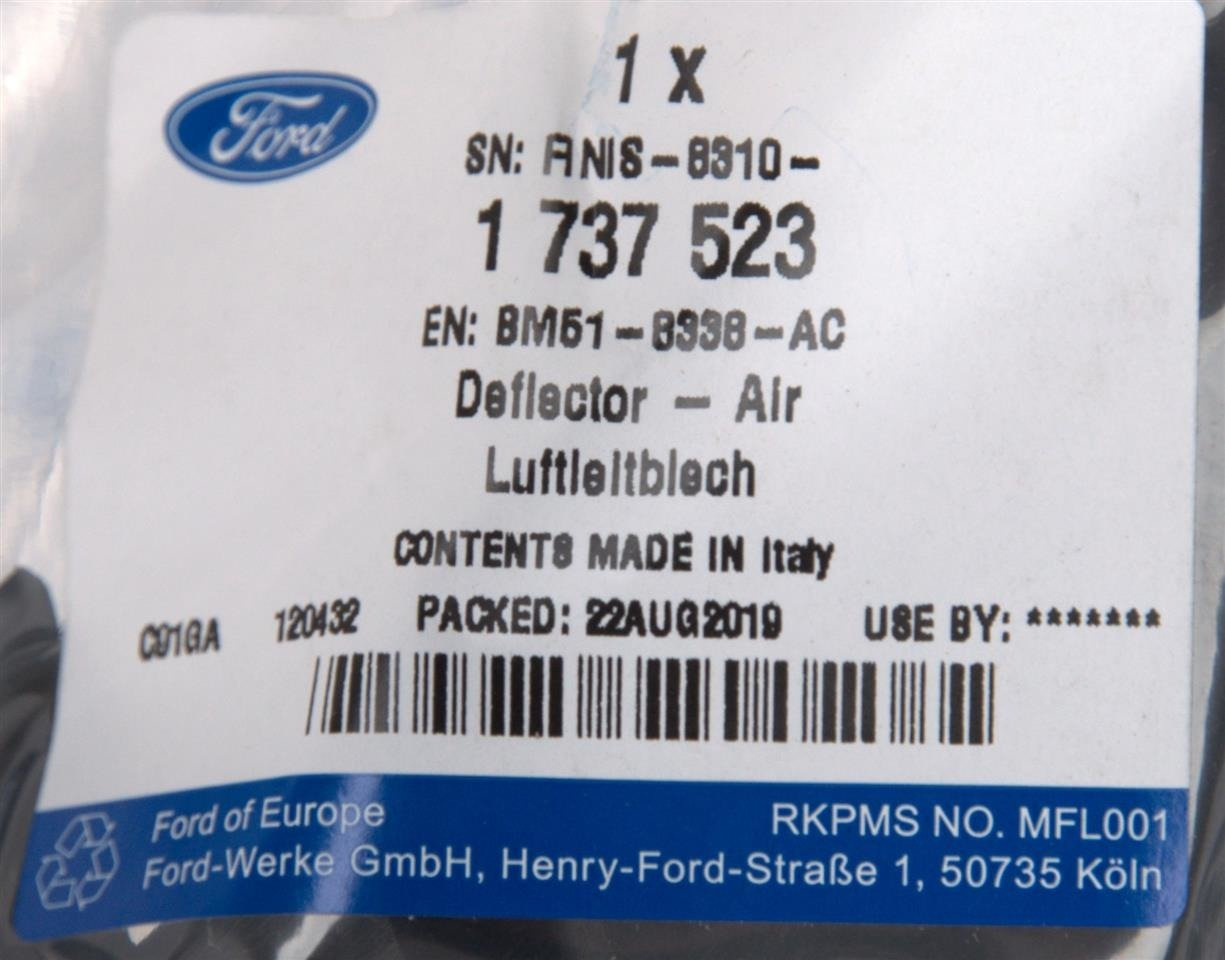 Ford
1 X
SN: FINIS-8310-
1 737 523
EN: BM51-8338-AC
Deflector - Air
Luftleitblech
CONTENTS MADE IN Italy
C91GA 120432 PACKED: 22AUG2019 USE BY: *******
Ford of Europe RKPMS NO. MFL001
Ford-Werke GmbH, Henry-Ford-Straße 1, 50735 Köln